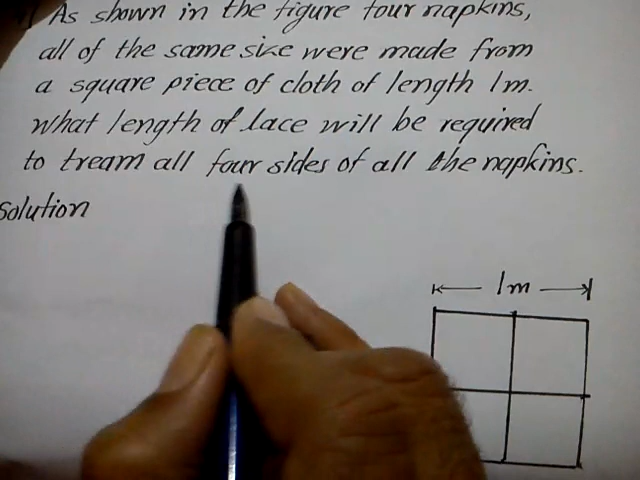 As shown in the figure four napkins,
all of the same size were made from
a square piece of cloth of length 1m.
What length of lace will be required
to tream all four sides of all the napkins.
Solution
1m